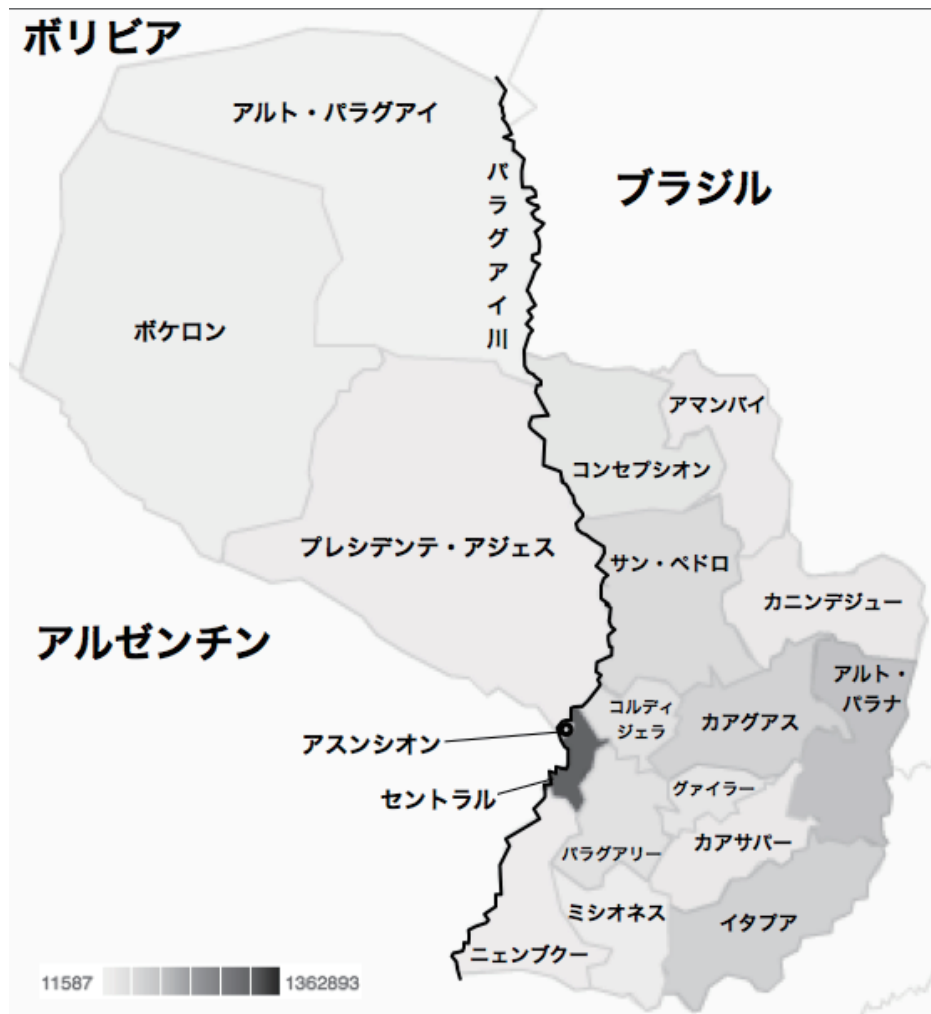 ボリビア
アルト・パラグアイ
パラグアイ川
ブラジル
ボケロン
アマンバイ
コンセプシオン
プレシデンテ・アジェス
サン・ペドロ
カニンデジュー
アルゼンチン
アルト・
パラナ
コルディ
ジェラ
カアグアス
アスンシオン
セントラル
グァイラー
カアサパー
パラグアリー
ミシオネス
イタプア
ニェンブクー
11587
1362893